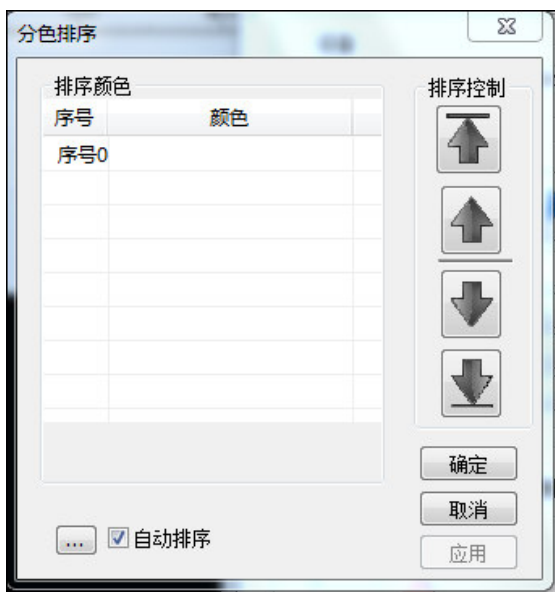 分色排序
排序颜色
序号 颜色
序号0
排序控制
确定
取消
应用
... 自动排序